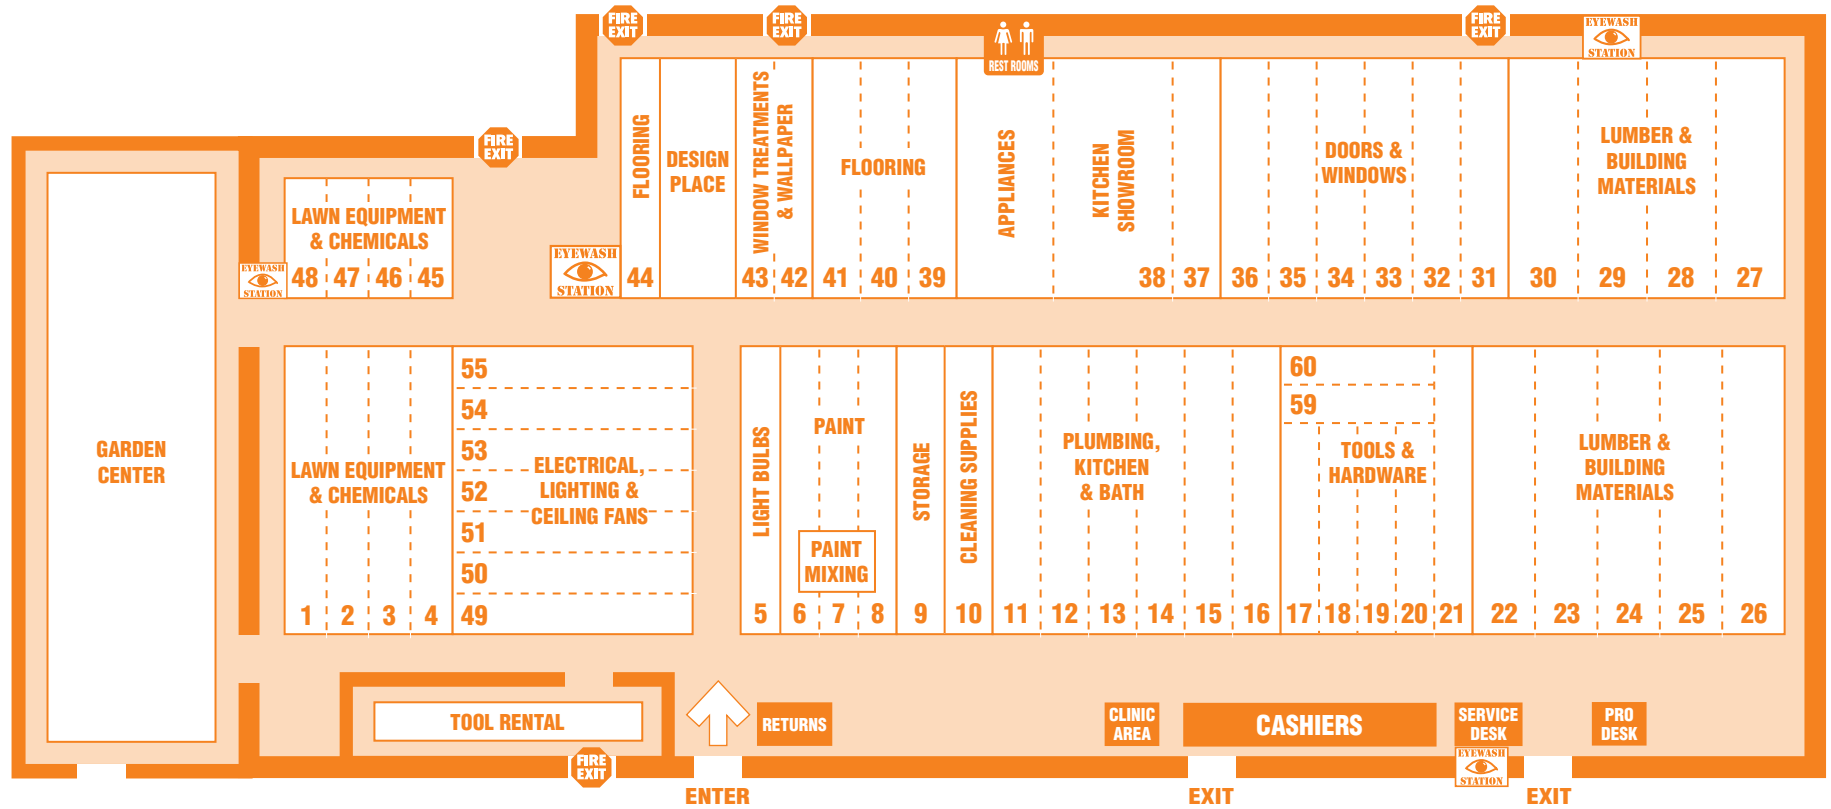 FIRE
EXIT
FIRE
EXIT
REST ROOMS
FIRE
EXIT
EYEWASH
STATION
FIRE
EXIT
LAWN EQUIPMENT
& CHEMICALS
48 47 46 45
EYEWASH
STATION
EYEWASH
STATION
FLOORING
44
DESIGN
PLACE
WINDOW TREATMENTS
& WALLPAPER
43 42
FLOORING
41 40 39
APPLIANCES
KITCHEN
SHOWROOM
38 37
DOORS &
WINDOWS
36 35 34 33 32 31
LUMBER &
BUILDING
MATERIALS
30 29 28 27
GARDEN
CENTER
LAWN EQUIPMENT
& CHEMICALS
1 2 3 4
55
54
53
52
51
50
49
ELECTRICAL,
LIGHTING &
CEILING FANS
LIGHT BULBS
5
PAINT
PAINT
MIXING
6 7 8
STORAGE
9
CLEANING SUPPLIES
10
PLUMBING,
KITCHEN
& BATH
11 12 13 14 15 16
60
59
TOOLS &
HARDWARE
17 18 19 20 21
LUMBER &
BUILDING
MATERIALS
22 23 24 25 26
TOOL RENTAL
RETURNS
CLINIC
AREA
CASHIERS
SERVICE
DESK
PRO
DESK
FIRE
EXIT
EYEWASH
STATION
ENTER
EXIT
EXIT